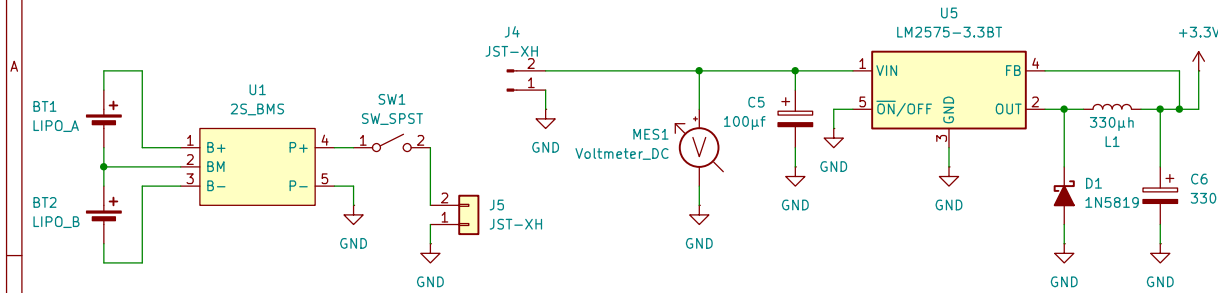 A
BT1
LIPO_A
BT2
LIPO_B
U1
2S_BMS
1
B+
2
BM
3
B-
P+
4
P-
5
GND
SW1
SW_SPST
1
2
2
1
J5
JST-XH
GND
J4
JST-XH
2
1
GND
MES1
Voltmeter_DC
+
V
GND
C5
100µf
+
GND
U5
LM2575-3.3BT
1
VIN
5
ON/OFF
GND
GND
3
GND
FB
4
OUT
2
330µh
L1
D1
1N5819
GND
+3.3V
C6
330
+
GND